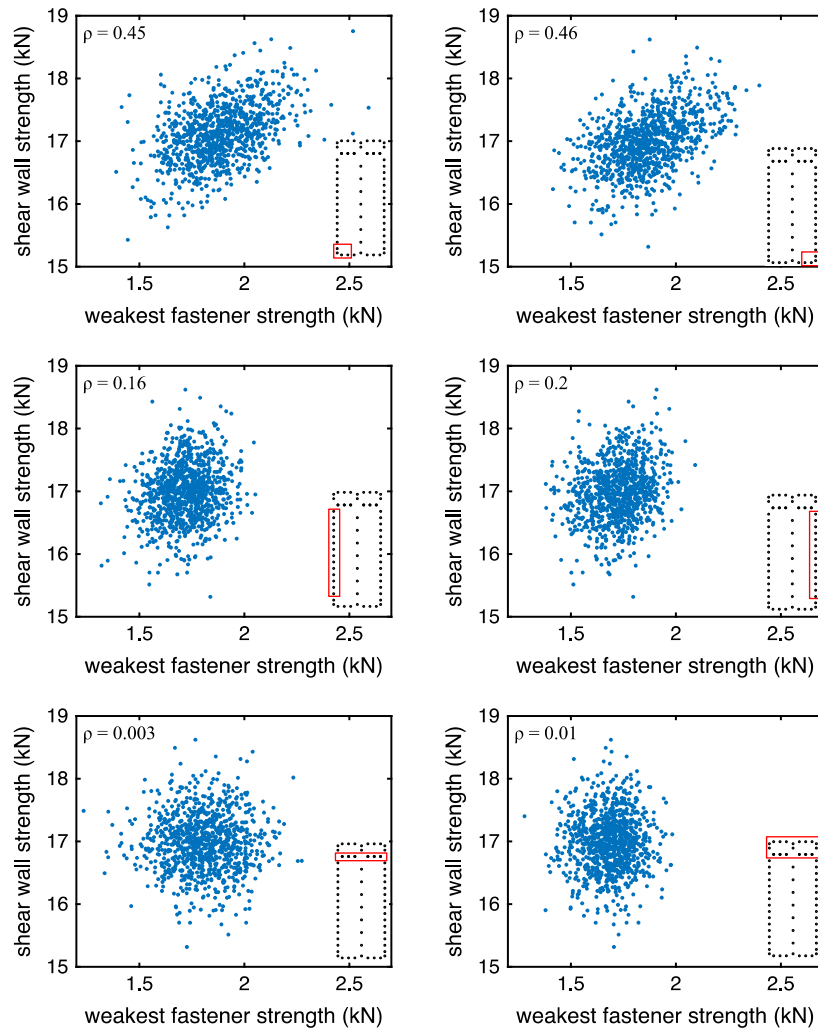 19
18
17
16
15
ρ = 0.45
shear wall strength (kN)
1.5 2 2.5
weakest fastener strength (kN)
19
18
17
16
15
ρ = 0.46
shear wall strength (kN)
1.5 2 2.5
weakest fastener strength (kN)
19
18
17
16
15
ρ = 0.16
shear wall strength (kN)
1.5 2 2.5
weakest fastener strength (kN)
19
18
17
16
15
ρ = 0.2
shear wall strength (kN)
1.5 2 2.5
weakest fastener strength (kN)
19
18
17
16
15
ρ = 0.003
shear wall strength (kN)
1.5 2 2.5
weakest fastener strength (kN)
19
18
17
16
15
ρ = 0.01
shear wall strength (kN)
1.5 2 2.5
weakest fastener strength (kN)